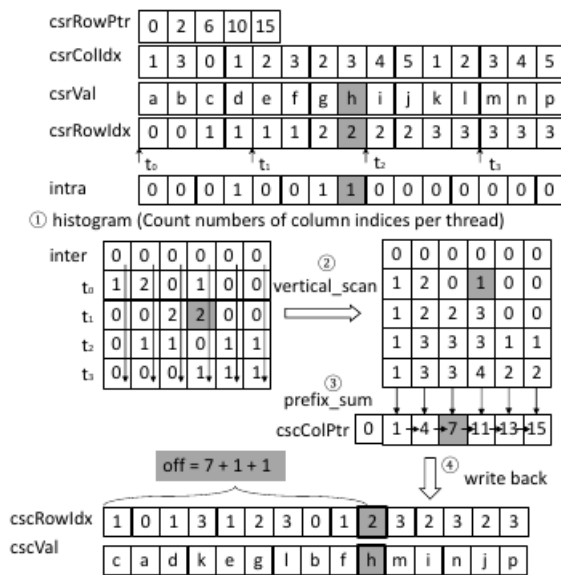 csrRowPtr 0 2 6 10 15
csrColIdx 1 3 0 1 2 3 2 3 4 5 1 2 3 4 5
csrVal a b c d e f g h i j k l m n p
csrRowIdx 0 0 1 1 1 1 2 2 2 2 3 3 3 3 3
t₀ t₁ t₂ t₃
intra 0 0 0 1 0 0 1 1 0 0 0 0 0 0 0
① histogram (Count numbers of column indices per thread)
inter 0 0 0 0 0 0
t₀ 1 2 0 1 0 0
t₁ 0 0 2 2 0 0
t₂ 0 1 1 0 1 1
t₃ 0 0 0 1 1 1
②
vertical_scan
0 0 0 0 0 0
1 2 0 1 0 0
1 2 2 3 0 0
1 3 3 3 1 1
1 3 3 4 2 2
③
prefix_sum
cscColPtr 0 1 4 7 11 13 15
④ write back
off = 7 + 1 + 1
cscRowIdx 1 0 1 3 1 2 3 0 1 2 3 2 3 2 3
cscVal c a d k e g l b f h m i n j p